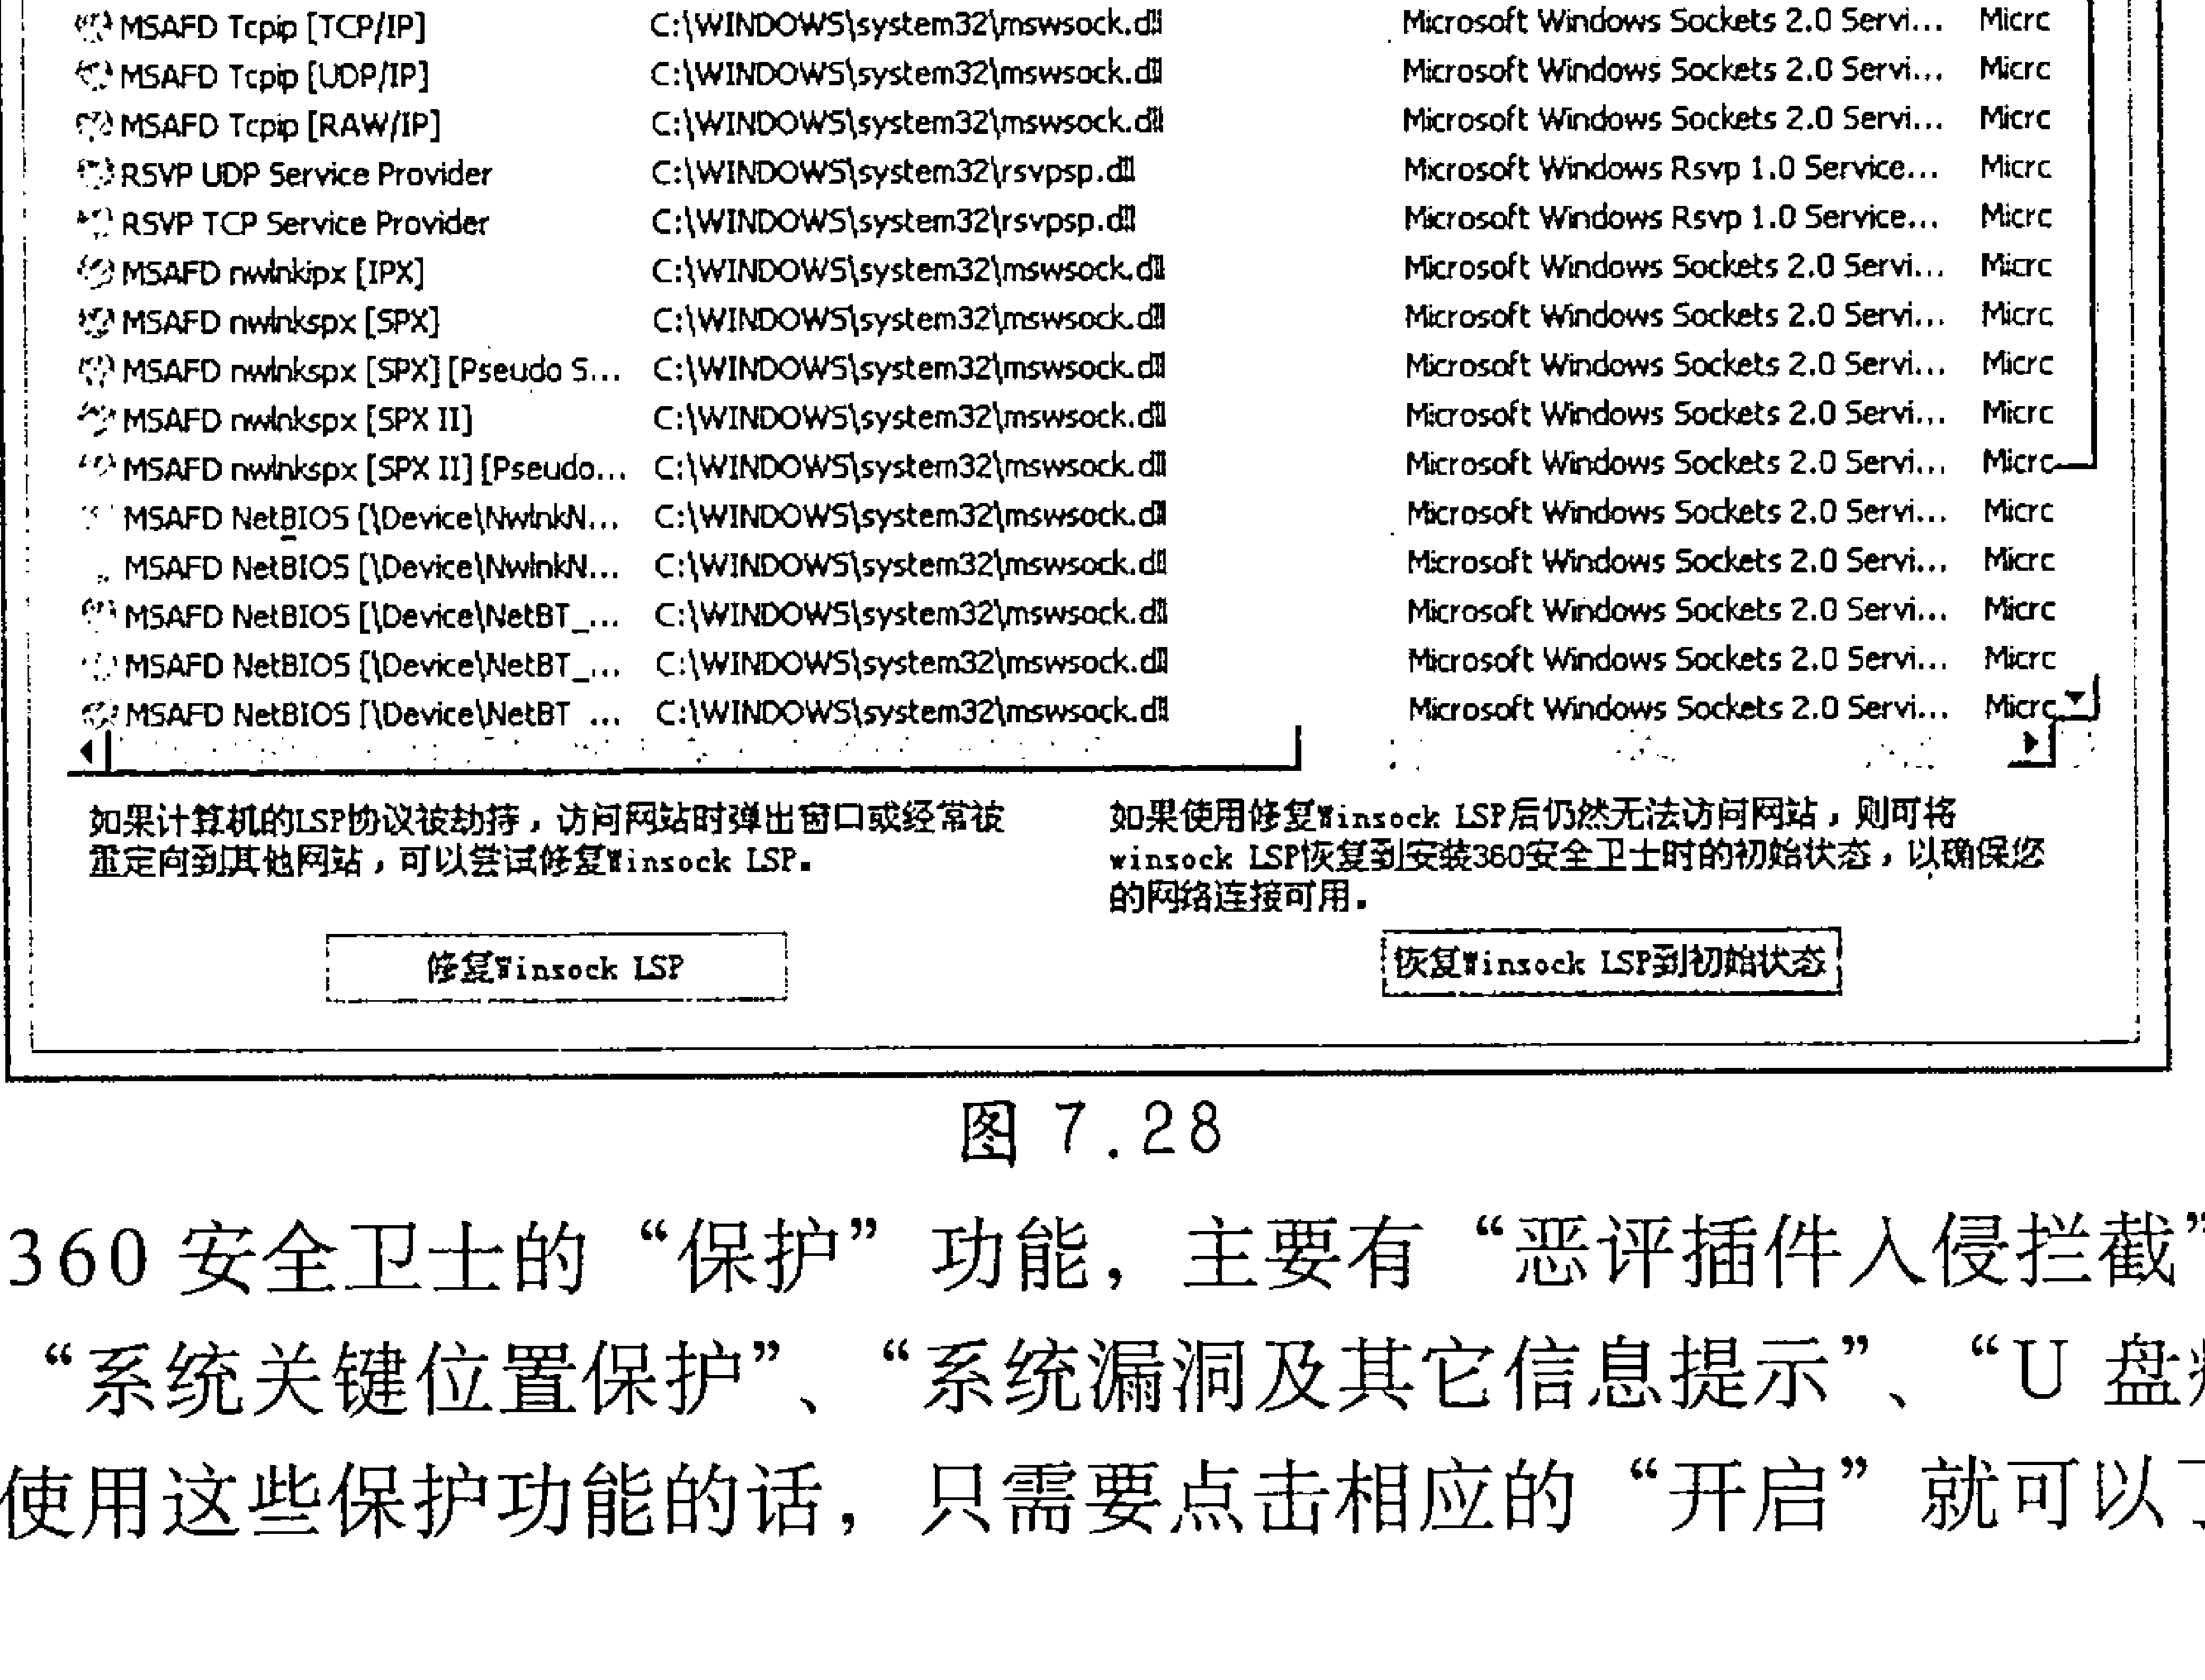 MSAFD Tcpip [TCP/IP] C:\WINDOWS\system32\mswsock.dll Microsoft Windows Sockets 2.0 Servi... Micrc
MSAFD Tcpip [UDP/IP] C:\WINDOWS\system32\mswsock.dll Microsoft Windows Sockets 2.0 Servi... Micrc
MSAFD Tcpip [RAW/IP] C:\WINDOWS\system32\mswsock.dll Microsoft Windows Sockets 2.0 Servi... Micrc
RSVP UDP Service Provider C:\WINDOWS\system32\rsvpsp.dll Microsoft Windows Rsvp 1.0 Service... Micrc
RSVP TCP Service Provider C:\WINDOWS\system32\rsvpsp.dll Microsoft Windows Rsvp 1.0 Service... Micrc
MSAFD nwlnkipx [IPX] C:\WINDOWS\system32\mswsock.dll Microsoft Windows Sockets 2.0 Servi... Micrc
MSAFD nwlnkspx [SPX] C:\WINDOWS\system32\mswsock.dll Microsoft Windows Sockets 2.0 Servi... Micrc
MSAFD nwlnkspx [SPX] [Pseudo S... C:\WINDOWS\system32\mswsock.dll Microsoft Windows Sockets 2.0 Servi... Micrc
MSAFD nwlnkspx [SPX II] C:\WINDOWS\system32\mswsock.dll Microsoft Windows Sockets 2.0 Servi... Micrc
MSAFD nwlnkspx [SPX II] [Pseudo... C:\WINDOWS\system32\mswsock.dll Microsoft Windows Sockets 2.0 Servi... Micrc
MSAFD NetBIOS [\Device\NwlnkN... C:\WINDOWS\system32\mswsock.dll Microsoft Windows Sockets 2.0 Servi... Micrc
MSAFD NetBIOS [\Device\NwlnkN... C:\WINDOWS\system32\mswsock.dll Microsoft Windows Sockets 2.0 Servi... Micrc
MSAFD NetBIOS [\Device\NetBT_... C:\WINDOWS\system32\mswsock.dll Microsoft Windows Sockets 2.0 Servi... Micrc
MSAFD NetBIOS [\Device\NetBT_... C:\WINDOWS\system32\mswsock.dll Microsoft Windows Sockets 2.0 Servi... Micrc
MSAFD NetBIOS [\Device\NetBT ... C:\WINDOWS\system32\mswsock.dll Microsoft Windows Sockets 2.0 Servi... Micrc
如果计算机的LSP协议被劫持，访问网站时弹出窗口或经常被
重定向到其他网站，可以尝试修复Winsock LSP。
如果使用修复Winsock LSP后仍然无法访问网站，则可将
winsock LSP恢复到安装360安全卫士时的初始状态，以确保您
的网络连接可用。
修复Winsock LSP
恢复Winsock LSP到初始状态
图 7.28
360 安全卫士的“保护”功能，主要有“恶评插件入侵拦截”
“系统关键位置保护”、“系统漏洞及其它信息提示”、“U 盘
使用这些保护功能的话，只需要点击相应的“开启”就可以了